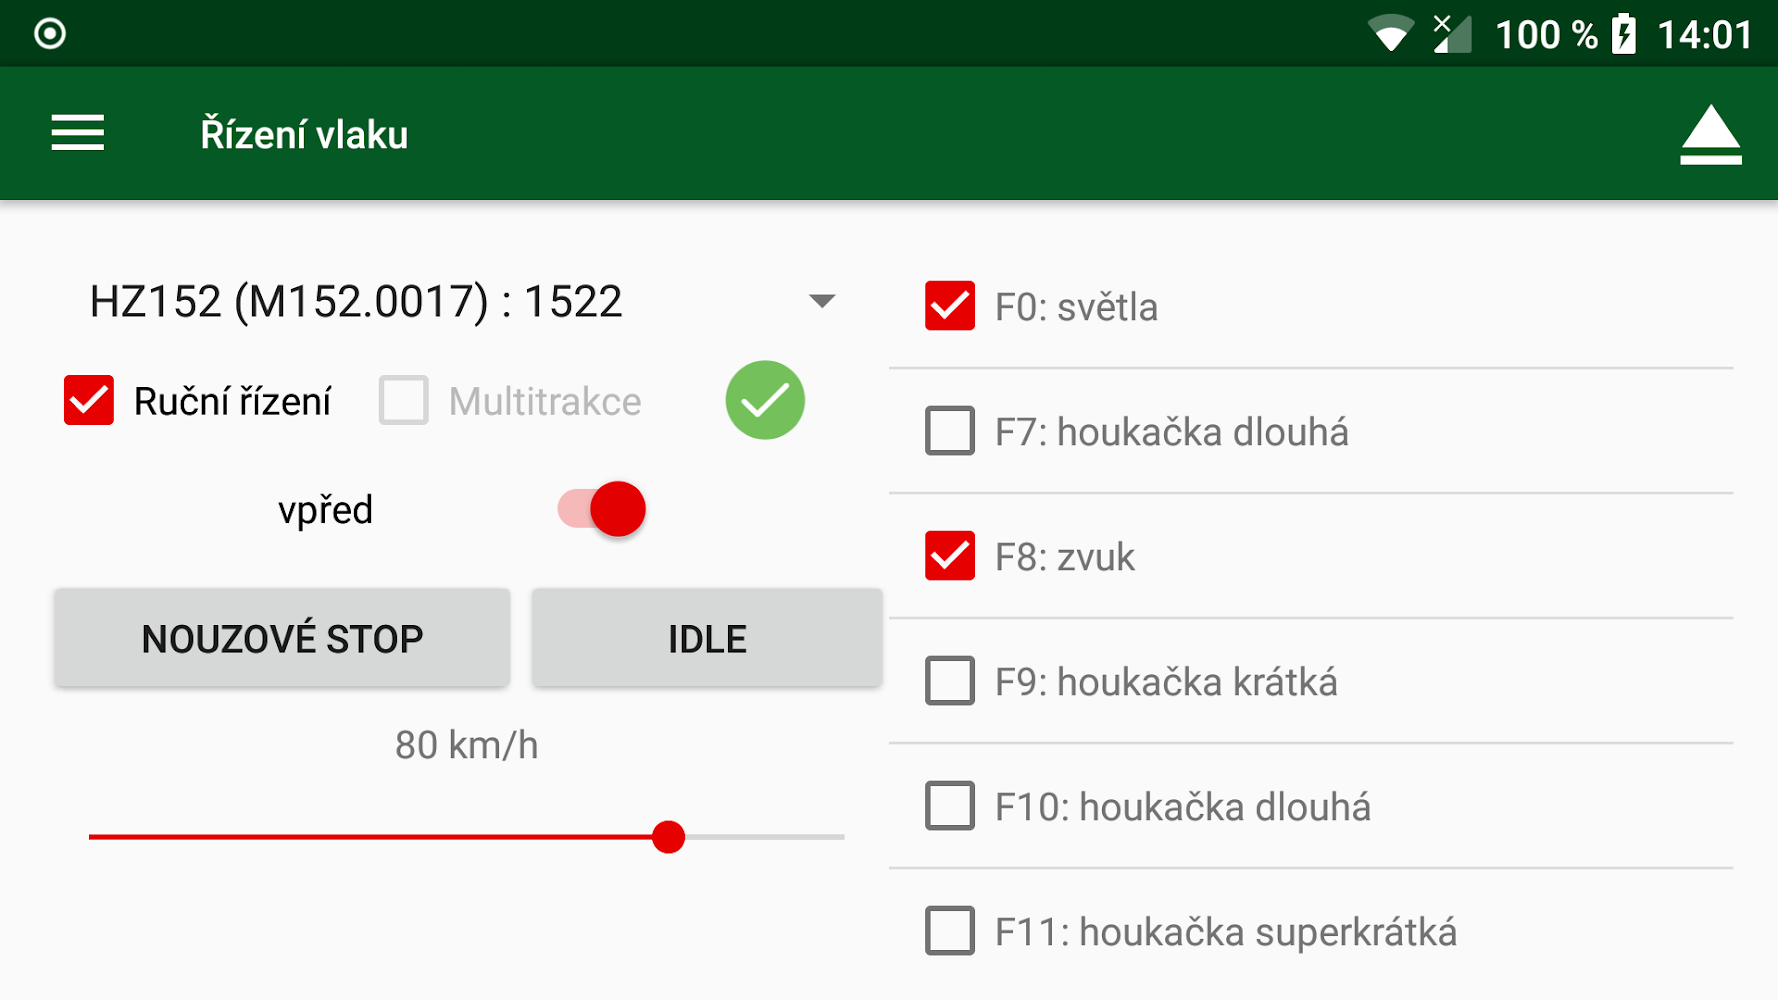 100 % 14:01
Řízení vlaku
HZ152 (M152.0017) : 1522
Ruční řízení Multitrakce
vpřed
NOUZOVÉ STOP IDLE
80 km/h
F0: světla
F7: houkačka dlouhá
F8: zvuk
F9: houkačka krátká
F10: houkačka dlouhá
F11: houkačka superkrátká